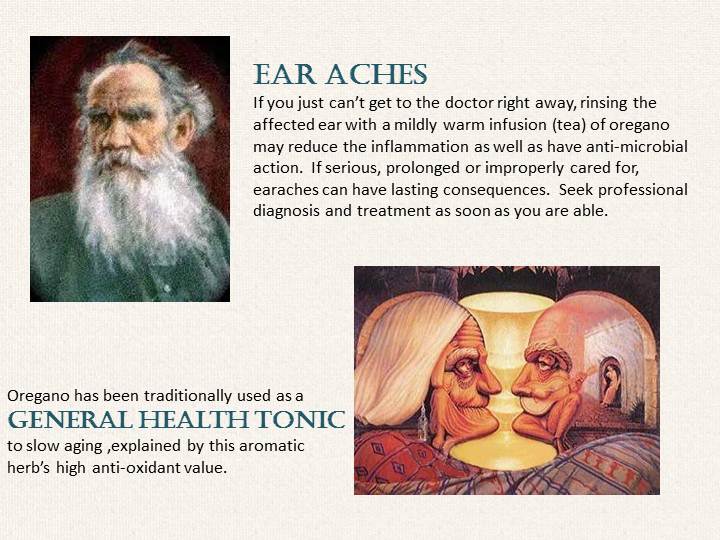 EAR ACHES
If you just can’t get to the doctor right away, rinsing the
affected ear with a mildly warm infusion (tea) of oregano
may reduce the inflammation as well as have anti-microbial
action.  If serious, prolonged or improperly cared for,
earaches can have lasting consequences.  Seek professional
diagnosis and treatment as soon as you are able.
Oregano has been traditionally used as a
GENERAL HEALTH TONIC
to slow aging ,explained by this aromatic
herb’s high anti-oxidant value.